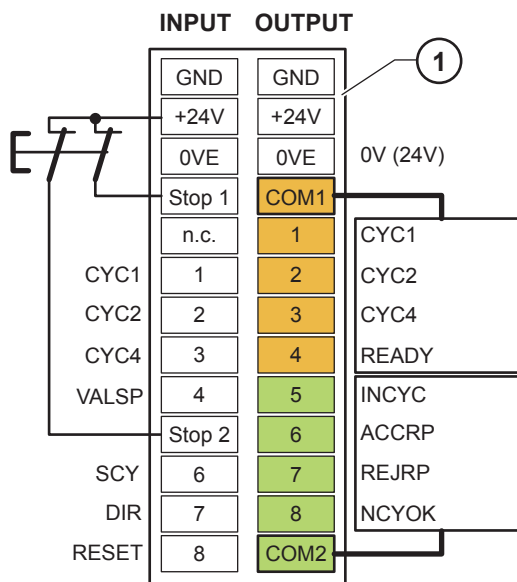 INPUT OUTPUT
1
GND GND
+24V +24V
0VE 0VE 0V (24V)
Stop 1 COM1
n.c. 1 CYC1
CYC1 1 2 CYC2
CYC2 2 3 CYC4
CYC4 3 4 READY
VALSP 4 5 INCYC
Stop 2 6 ACCRP
SCY 6 7 REJRP
DIR 7 8 NCYOK
RESET 8 COM2